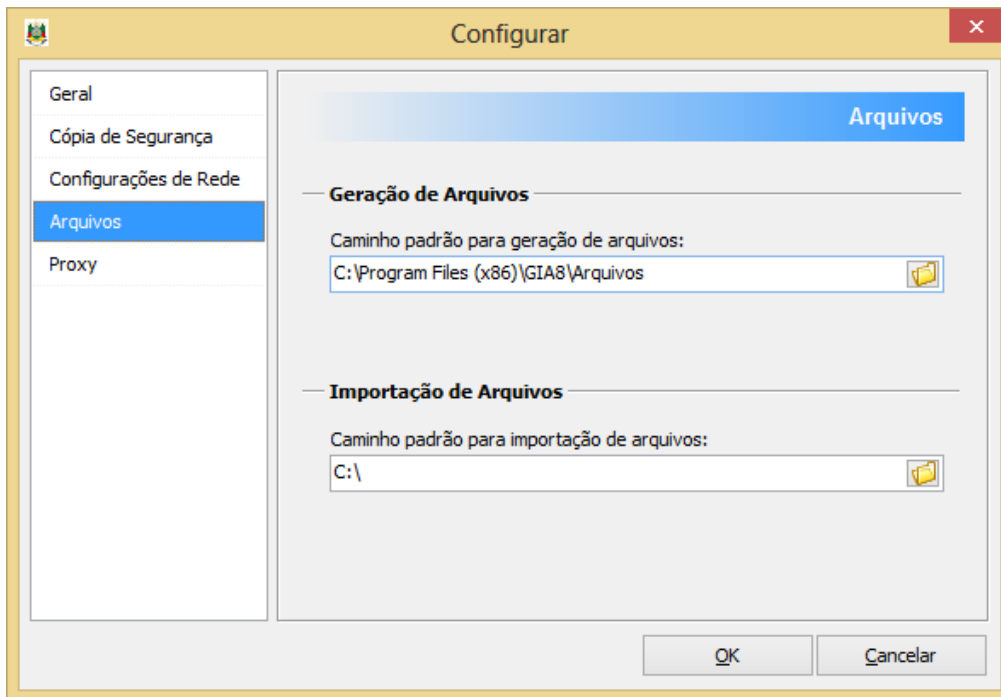 Configurar
Geral
Cópia de Segurança
Configurações de Rede
Arquivos
Proxy
Arquivos
Geração de Arquivos
Caminho padrão para geração de arquivos:
C:\Program Files (x86)\GIA8\Arquivos
Importação de Arquivos
Caminho padrão para importação de arquivos:
C:\
OK
Cancelar